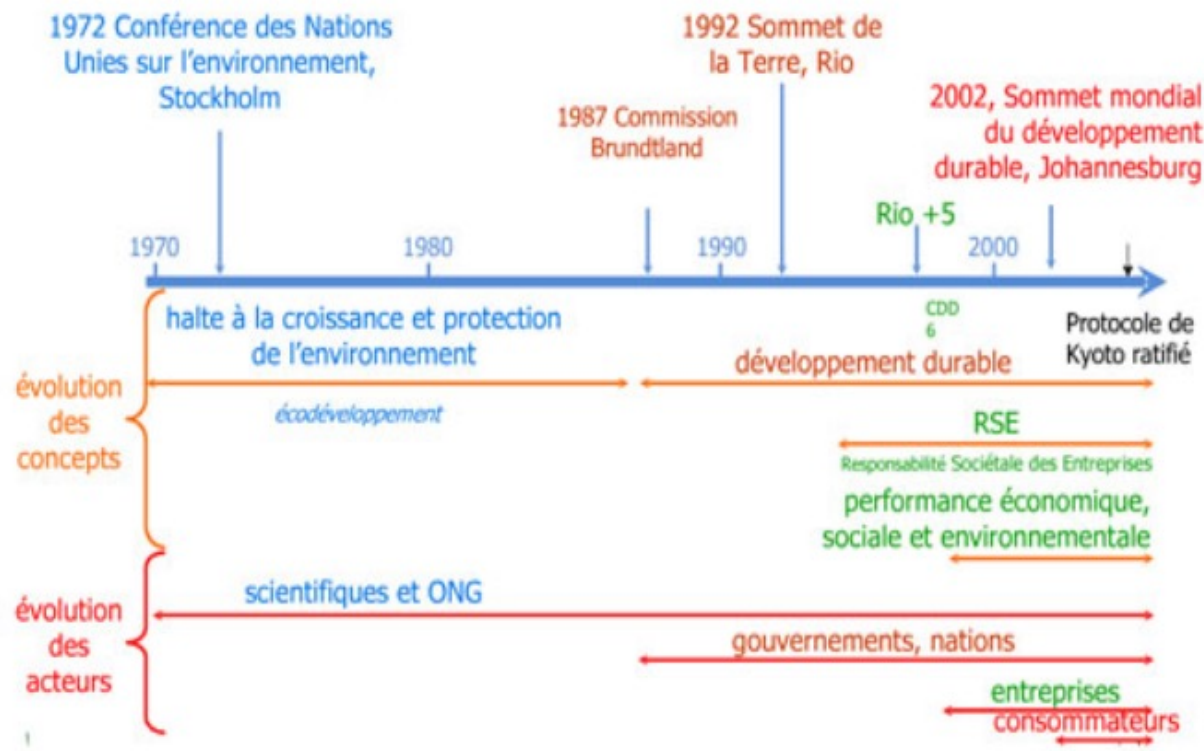 1972 Conférence des Nations
Unies sur l'environnement,
Stockholm
1987 Commission
Brundtland
1992 Sommet de
la Terre, Rio
2002, Sommet mondial
du développement
durable, Johannesburg
Rio +5
1970
1980
1990
2000
halte à la croissance et protection
de l'environnement
CDD
6
Protocole de
Kyoto ratifié
développement durable
évolution
des
concepts
écodéveloppement
RSE
Responsabilité Sociétale des Entreprises
performance économique,
sociale et environnementale
évolution
des
acteurs
scientifiques et ONG
gouvernements, nations
entreprises
consommateurs
1